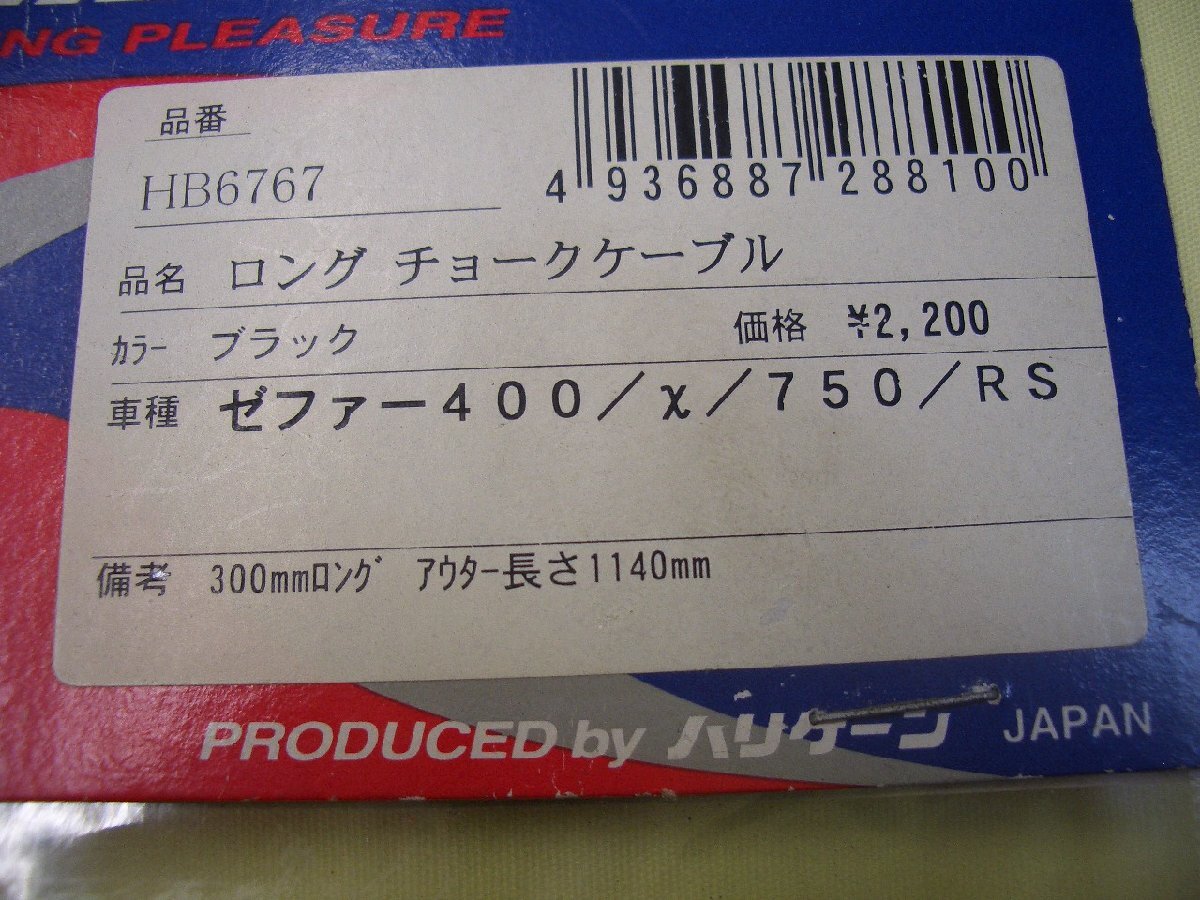 NG PLEASURE
品番
HB6767
4 936887 288100
品名 ロング チョークケーブル
ｶﾗｰ ブラック 価格 ¥2,200
車種 ゼファー400/χ/750/RS
備考 300mmﾛﾝｸﾞ ｱｳﾀｰ長さ1140mm
PRODUCED by ハリケーン JAPAN